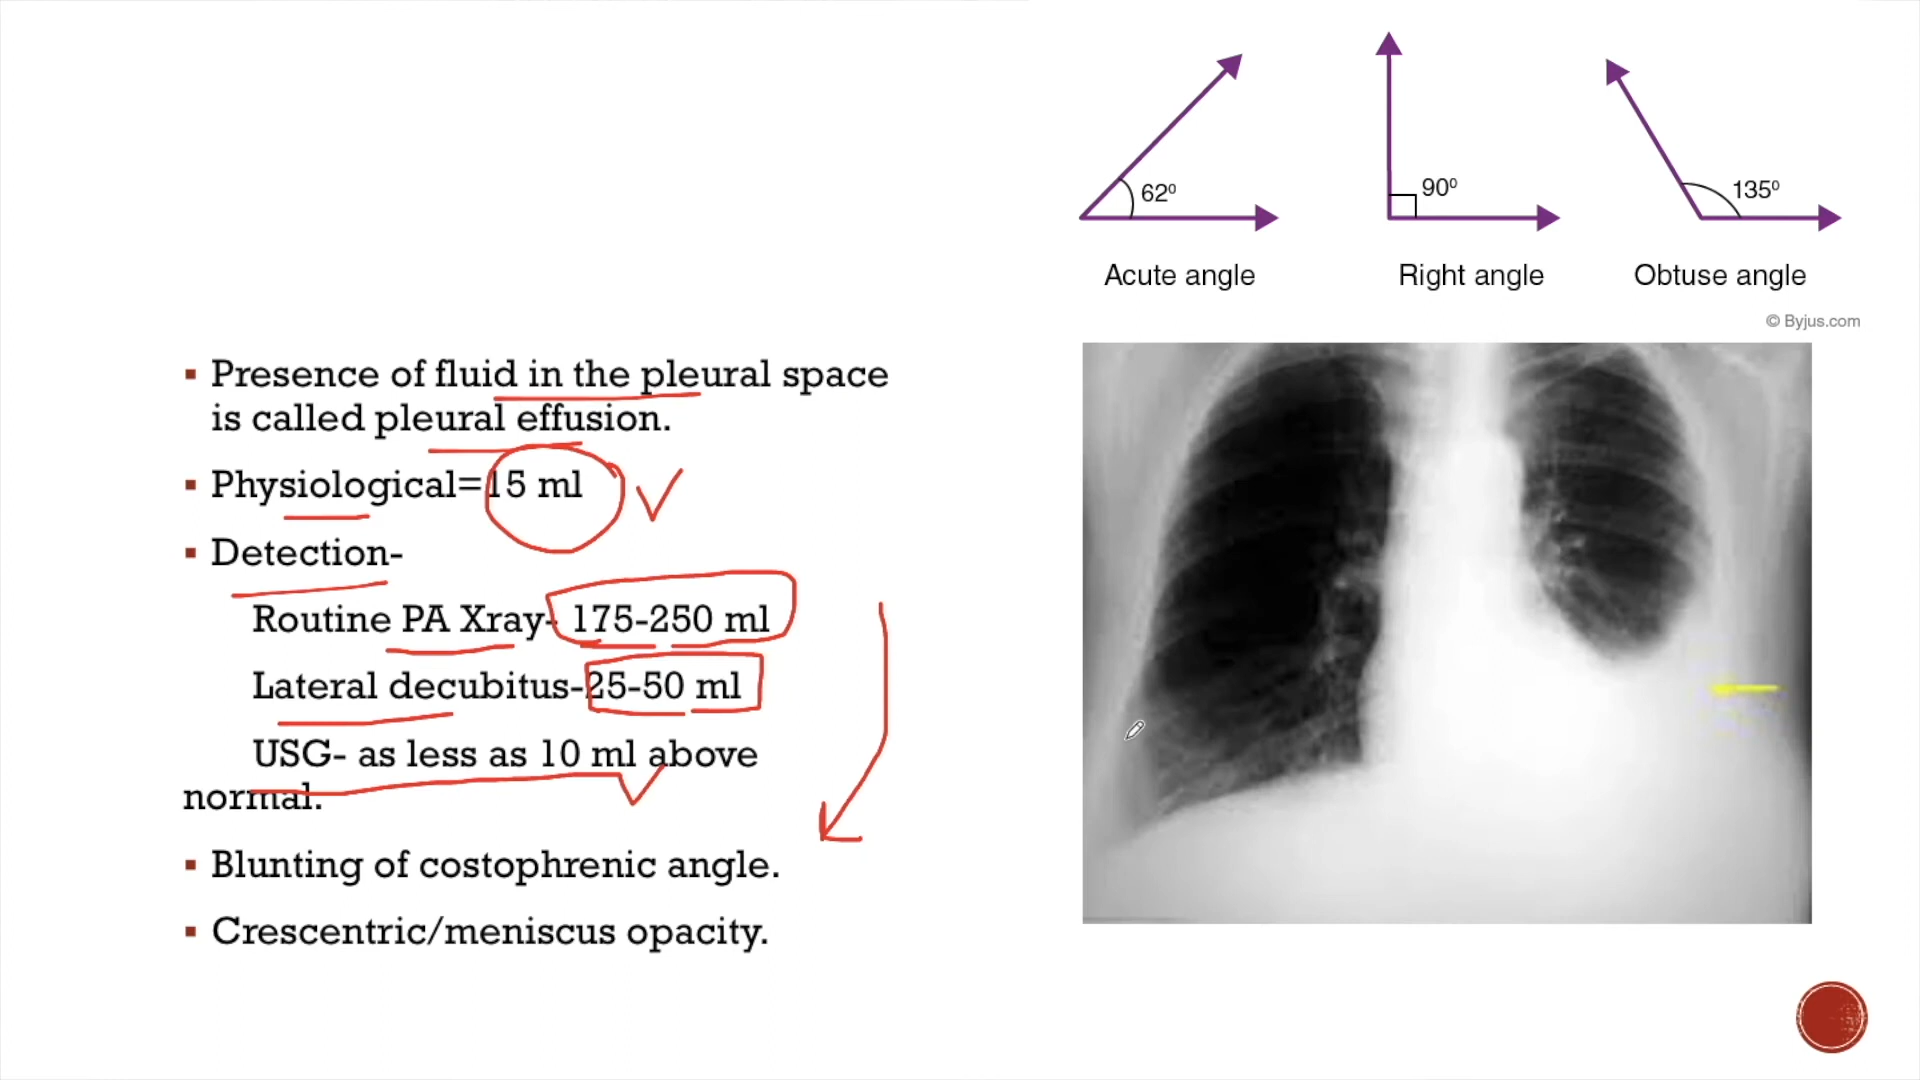 62⁰
90⁰
135⁰
Acute angle
Right angle
Obtuse angle
© Byjus.com
Presence of fluid in the pleural space
is called pleural effusion.
Physiological=15 ml
Detection-
Routine PA Xray- 175-250 ml
Lateral decubitus-25-50 ml
USG- as less as 10 ml above
normal.
Blunting of costophrenic angle.
Crescentric/meniscus opacity.